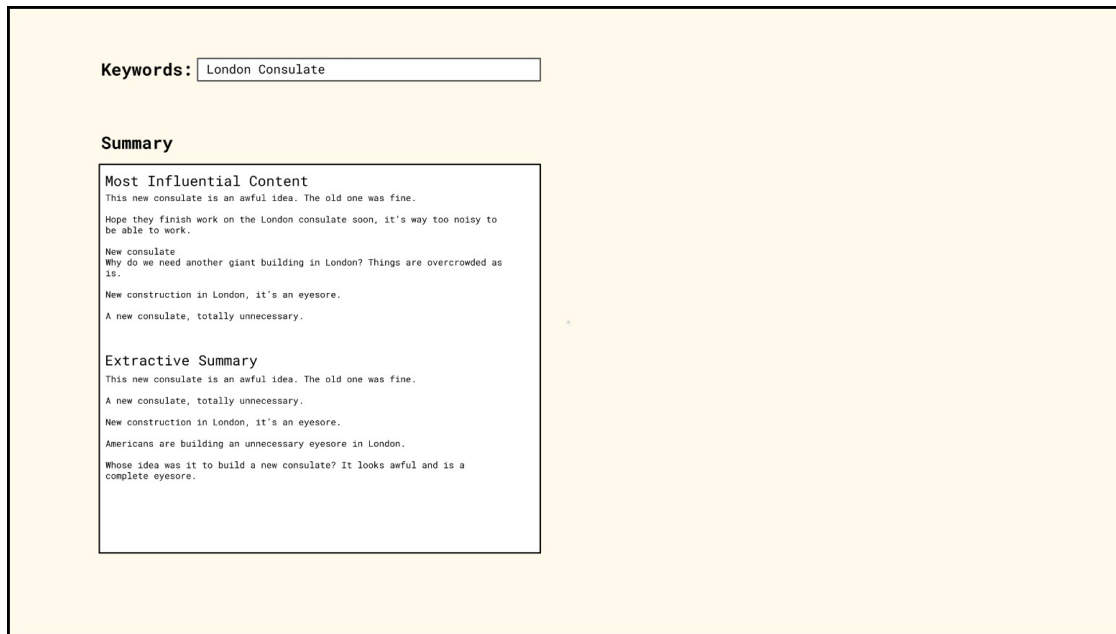 Keywords: London Consulate
Summary
Most Influential Content
This new consulate is an awful idea. The old one was fine.
Hope they finish work on the London consulate soon, it's way too noisy to
be able to work.
New consulate
Why do we need another giant building in London? Things are overcrowded as
is.
New construction in London, it's an eyesore.
A new consulate, totally unnecessary.
Extractive Summary
This new consulate is an awful idea. The old one was fine.
A new consulate, totally unnecessary.
New construction in London, it's an eyesore.
Americans are building an unnecessary eyesore in London.
Whose idea was it to build a new consulate? It looks awful and is a
complete eyesore.